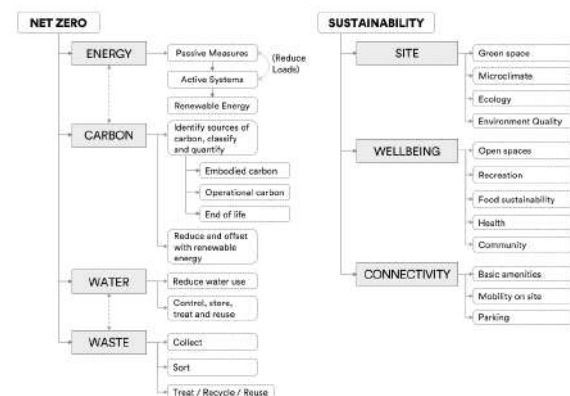 NET ZERO
ENERGY
Passive Measures
(Reduce
Loads)
Active Systems
Renewable Energy
CARBON
Identify sources of
carbon, classify
and quantify
Embodied carbon
Operational carbon
End of life
Reduce and offset
with renewable
energy
WATER
Reduce water use
Control, store,
treat and reuse
WASTE
Collect
Sort
Treat / Recycle / Reuse
SUSTAINABILITY
SITE
Green space
Microclimate
Ecology
Environment Quality
WELLBEING
Open spaces
Recreation
Food sustainability
Health
Community
CONNECTIVITY
Basic amenities
Mobility on site
Parking